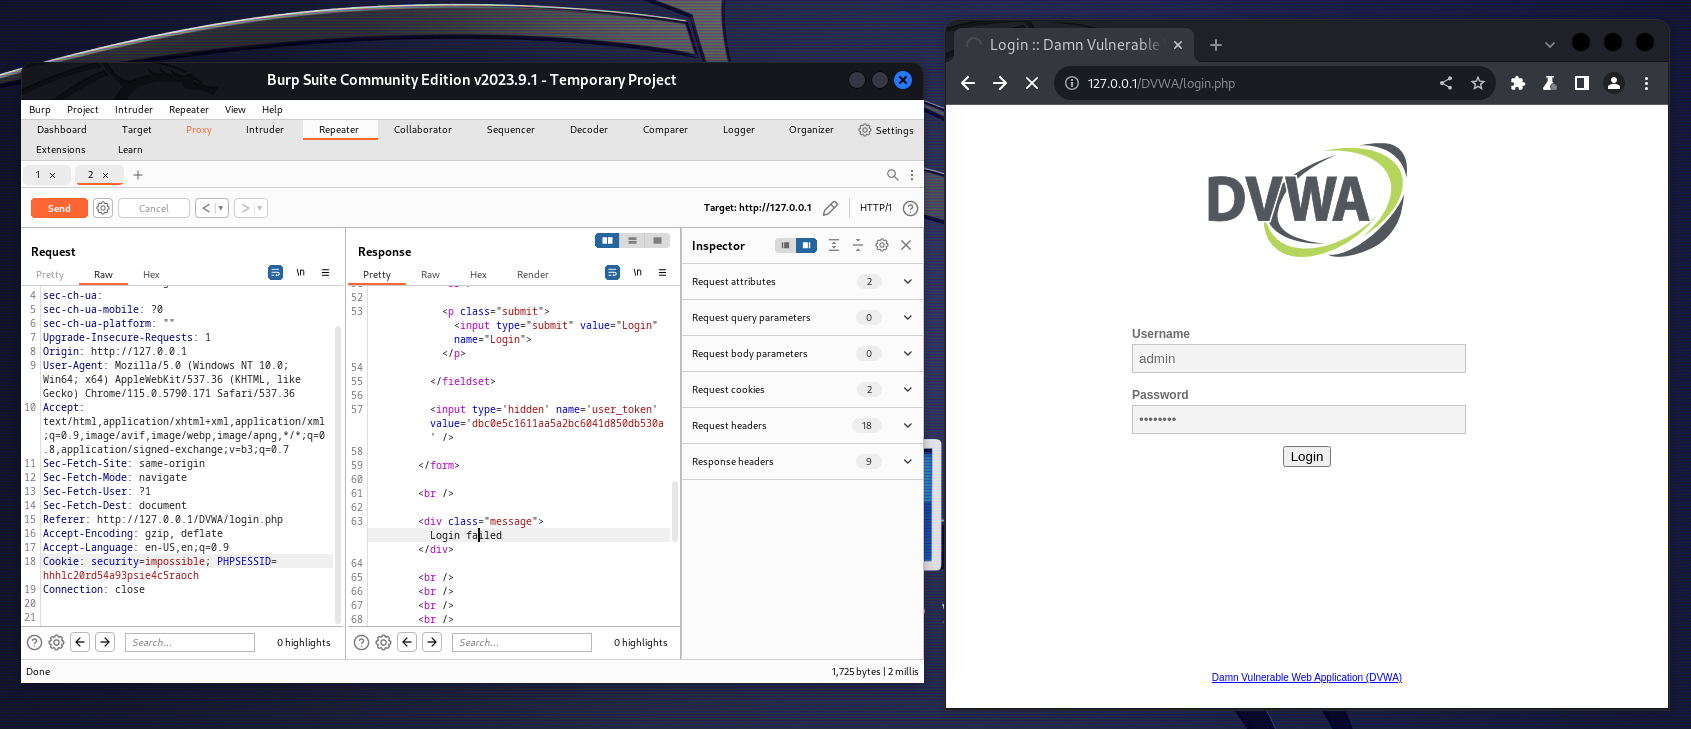 Burp Suite Community Edition v2023.9.1 - Temporary Project
Burp Project Intruder Repeater View Help
Dashboard Target Proxy Intruder Repeater Collaborator Sequencer Decoder Comparer Logger Organizer Settings
Extensions Learn
1 × 2 × +
Send Cancel < > Target: http://127.0.0.1 HTTP/1 ?
Request
Pretty Raw Hex \n
4 sec-ch-ua:
5 sec-ch-ua-mobile: ?0
6 sec-ch-ua-platform: ""
7 Upgrade-Insecure-Requests: 1
8 Origin: http://127.0.0.1
9 User-Agent: Mozilla/5.0 (Windows NT 10.0;
Win64; x64) AppleWebKit/537.36 (KHTML, like
Gecko) Chrome/115.0.5790.171 Safari/537.36
10 Accept:
text/html,application/xhtml+xml,application/xml
;q=0.9,image/avif,image/webp,image/apng,*/*;q=0
.8,application/signed-exchange;v=b3;q=0.7
11 Sec-Fetch-Site: same-origin
12 Sec-Fetch-Mode: navigate
13 Sec-Fetch-User: ?1
14 Sec-Fetch-Dest: document
15 Referer: http://127.0.0.1/DVWA/login.php
16 Accept-Encoding: gzip, deflate
17 Accept-Language: en-US,en;q=0.9
18 Cookie: security=impossible; PHPSESSID=
hhhlc20rd54a93psie4c5raoch
19 Connection: close
20
21
? Search... 0 highlights
Response
Pretty Raw Hex Render \n
52
53 <p class="submit">
<input type="submit" value="Login"
name="Login">
</p>
54
55 </fieldset>
56
57 <input type='hidden' name='user_token'
value='dbc0e5c1611aa5a2bc6041d850db530a
' />
58
59 </form>
60
61 <br />
62
63 <div class="message">
Login failed
</div>
64
65 <br />
66 <br />
67 <br />
68 <br />
? Search... 0 highlights
Inspector
Request attributes 2
Request query parameters 0
Request body parameters 0
Request cookies 2
Request headers 18
Response headers 9
Done 1,725 bytes | 2 millis
Login :: Damn Vulnerable × +
127.0.0.1/DVWA/login.php
DVWA
Username
admin
Password
••••••••
Login
Damn Vulnerable Web Application (DVWA)